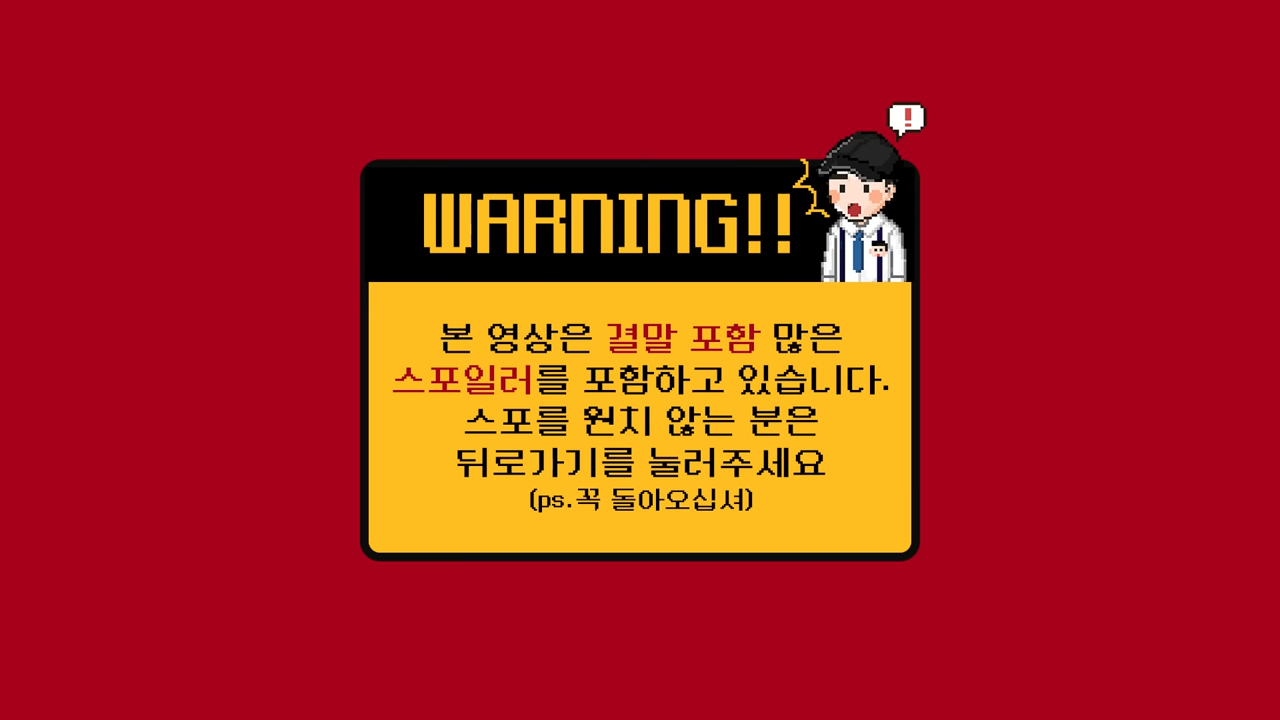 !
WARNING!!
본 영상은 결말 포함 많은
스포일러를 포함하고 있습니다.
스포를 원치 않는 분은
뒤로가기를 눌러주세요
(ps.꼭 돌아오십셔)